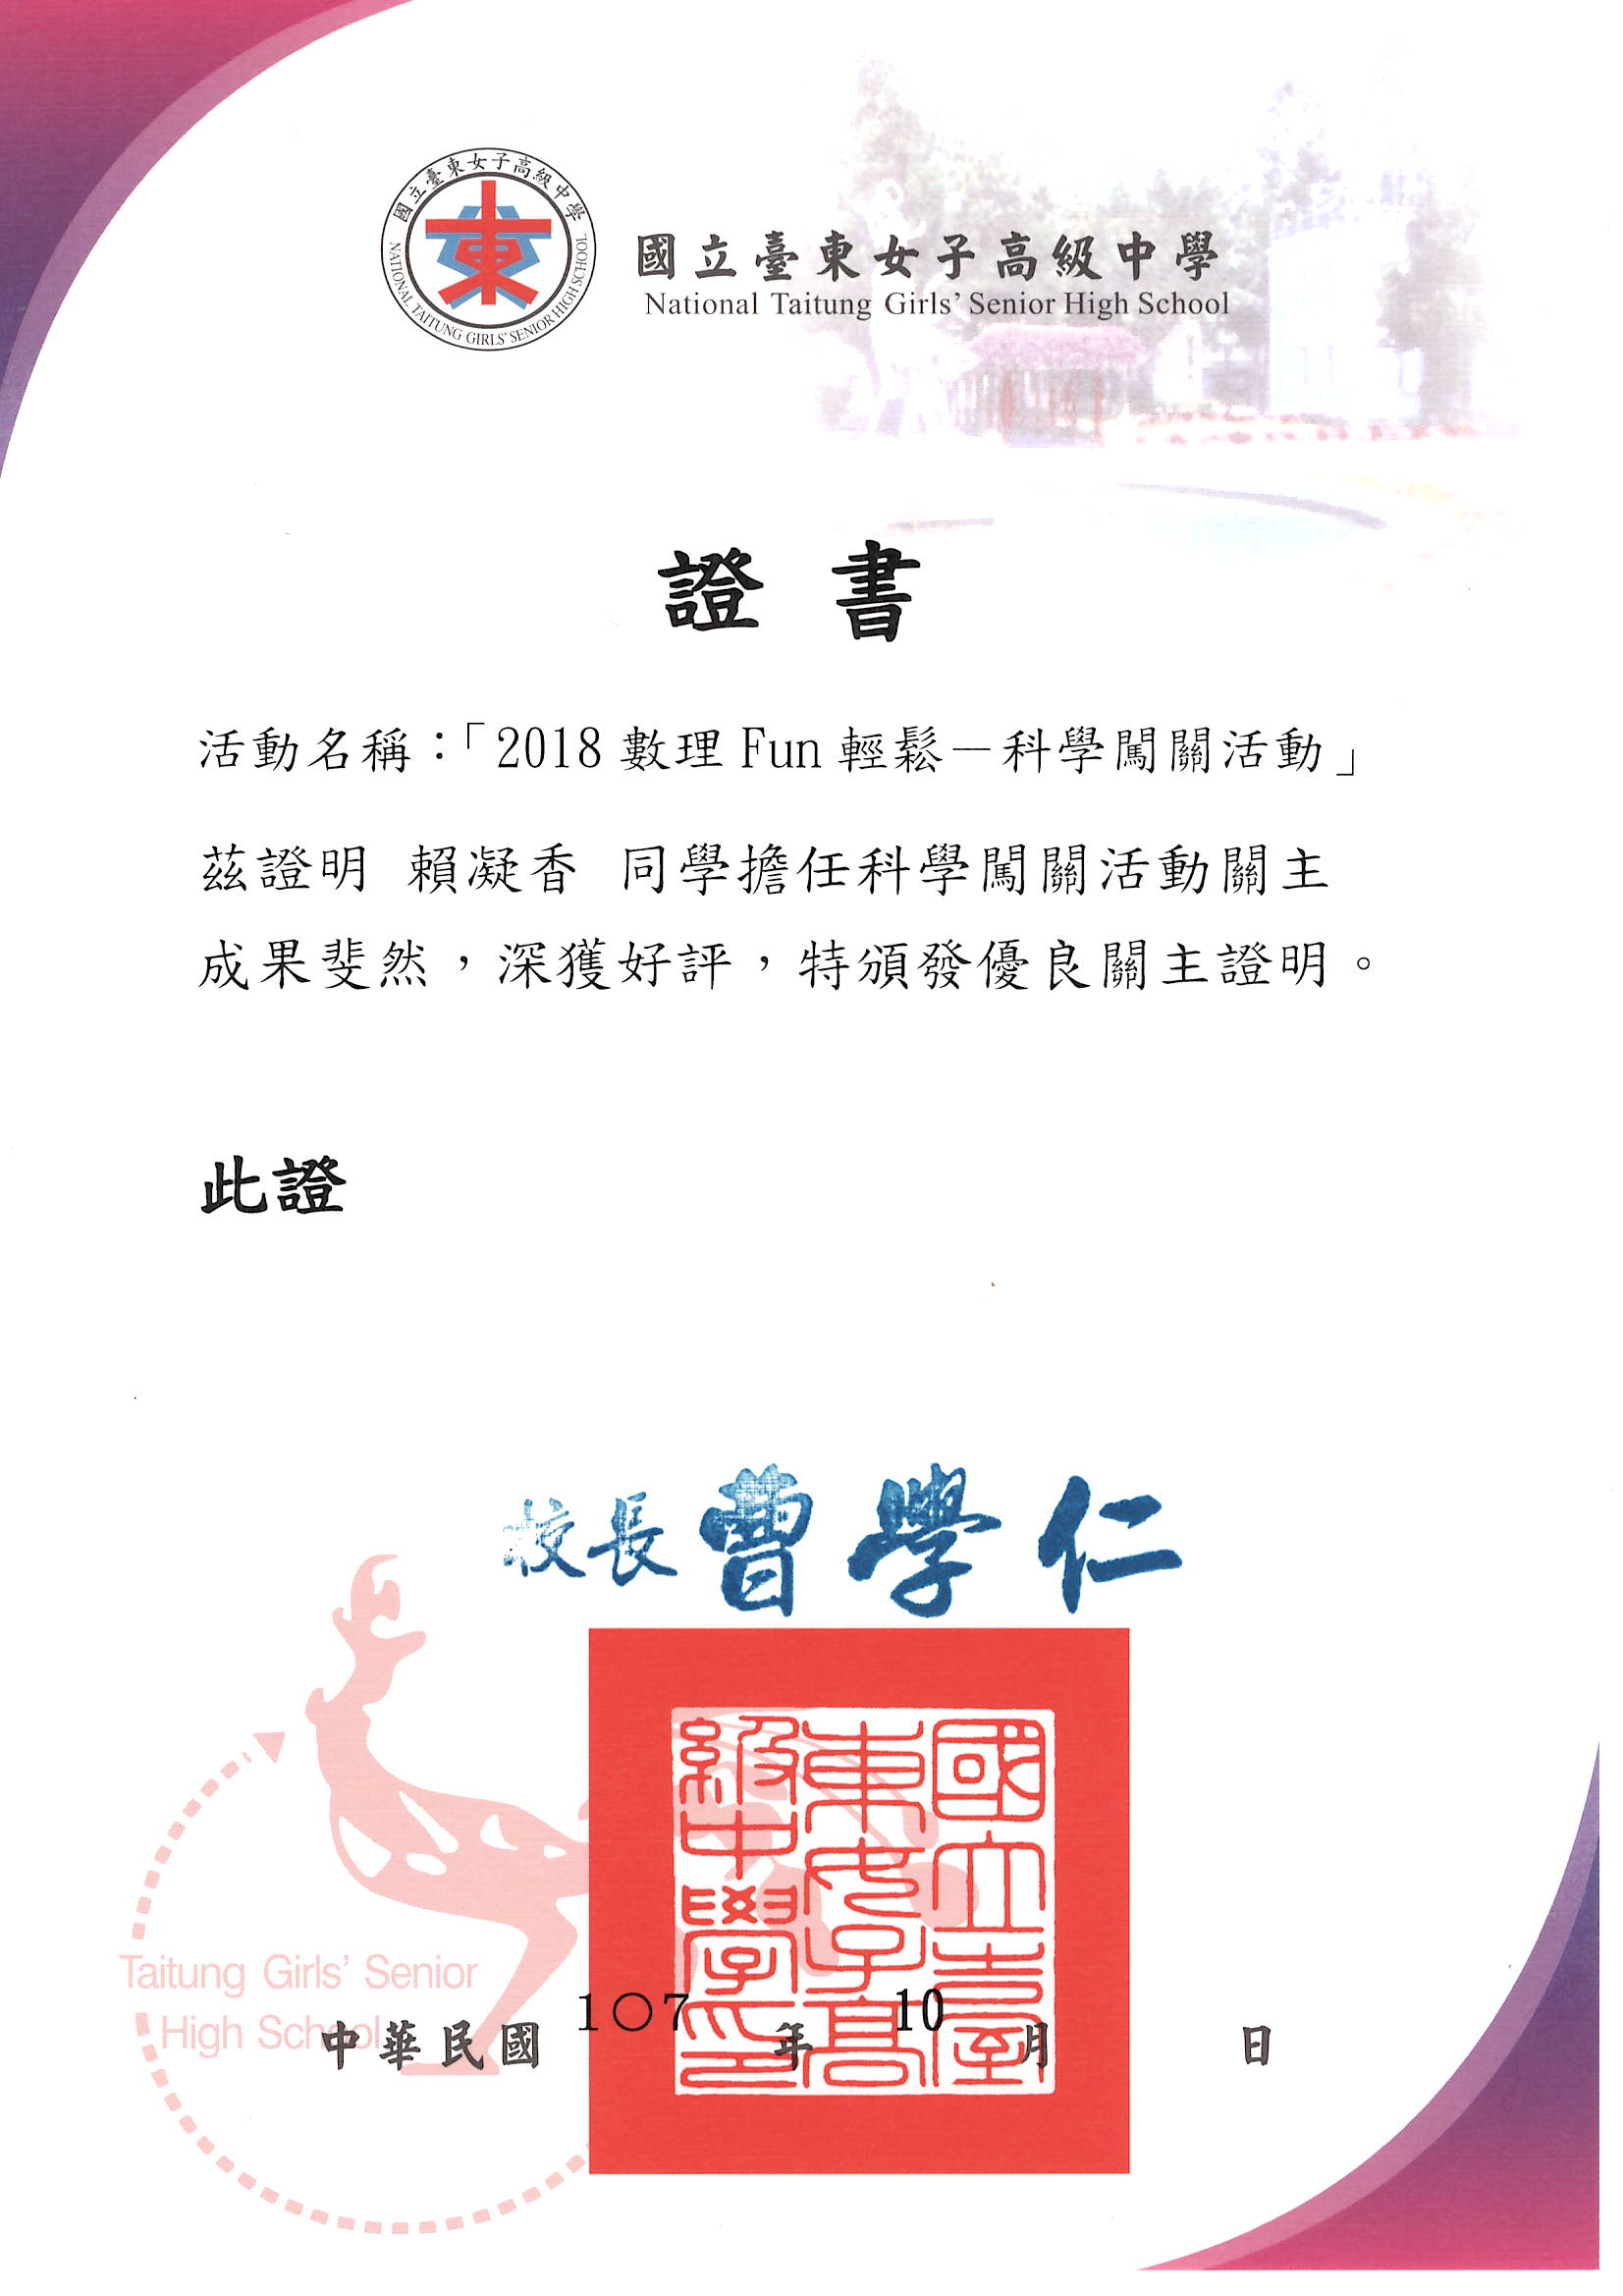 國立臺東女子高級中學
NATIONAL TAITUNG GIRLS' SENIOR HIGH SCHOOL
東
國立臺東女子高級中學
National Taitung Girls' Senior High School
證書
活動名稱：「2018 數理 Fun 輕鬆－科學闖關活動」
茲證明 賴凝香 同學擔任科學闖關活動關主
成果斐然，深獲好評，特頒發優良關主證明。
此證
校長 曹學仁
國立臺
東女子高
級中學印
Taitung Girls' Senior
High School
中華民國 1○7 年 10 月 日